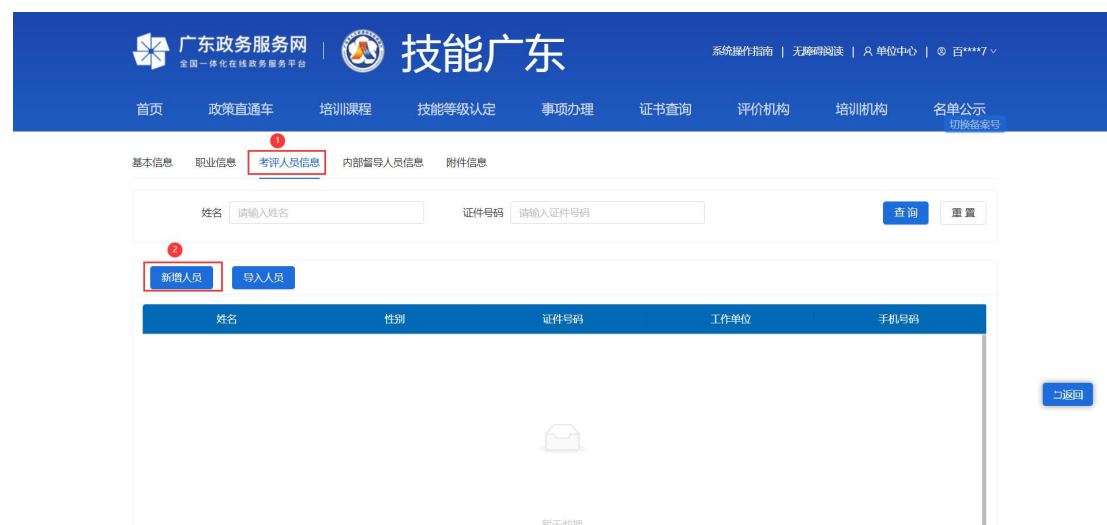 广东政务服务网
全国一体化在线政务服务平台
技能广东
系统操作指南 | 无障碍阅读 | 单位中心 | 百****7
首页 政策直通车 培训课程 技能等级认定 事项办理 证书查询 评价机构 培训机构 名单公示
切换备案号
1
基本信息 职业信息 考评人员信息 内部督导人员信息 附件信息
姓名 请输入姓名 证件号码 请输入证件号码 查询 重置
2
新增人员 导入人员
姓名 性别 证件号码 工作单位 手机号码
返回